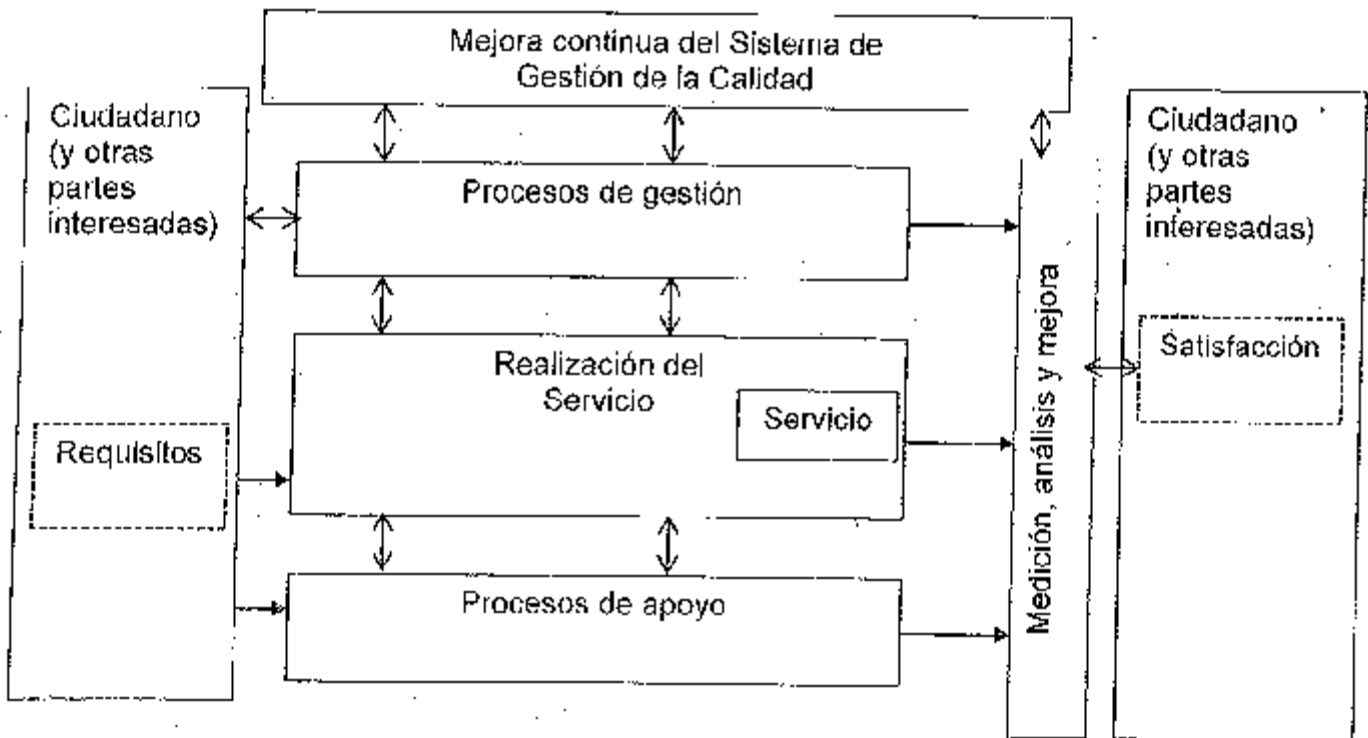 Mejora continua del Sistema de
Gestión de la Calidad
Ciudadano
(y otras
partes
interesadas)
Procesos de gestión
Realización del
Servicio
Servicio
Requisitos
Procesos de apoyo
Medición, análisis y mejora
Ciudadano
(y otras
partes
interesadas)
Satisfacción